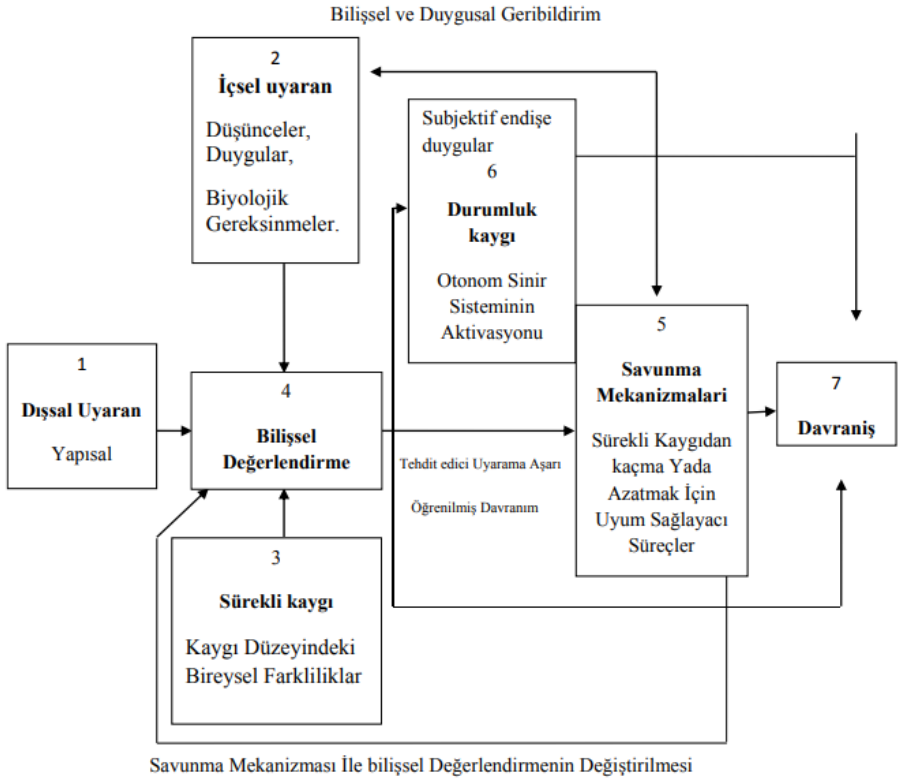 Bilişsel ve Duygusal Geribildirim
2
İçsel uyaran
Düşünceler,
Duygular,
Biyolojik
Gereksinmeler.
Subjektif endişe
duygular
6
Durumluk
kaygı
Otonom Sinir
Sisteminin
Aktivasyonu
1
Dışsal Uyaran
Yapısal
4
Bilişsel
Değerlendirme
Tehdit edici Uyarama Aşarı
Öğrenilmiş Davranım
5
Savunma
Mekanizmalari
Sürekli Kaygıdan
kaçma Yada
Azatmak İçin
Uyum Sağlayacı
Süreçler
7
Davraniş
3
Sürekli kaygı
Kaygı Düzeyindeki
Bireysel Farkliliklar
Savunma Mekanizması İle bilişsel Değerlendirmenin Değiştirilmesi